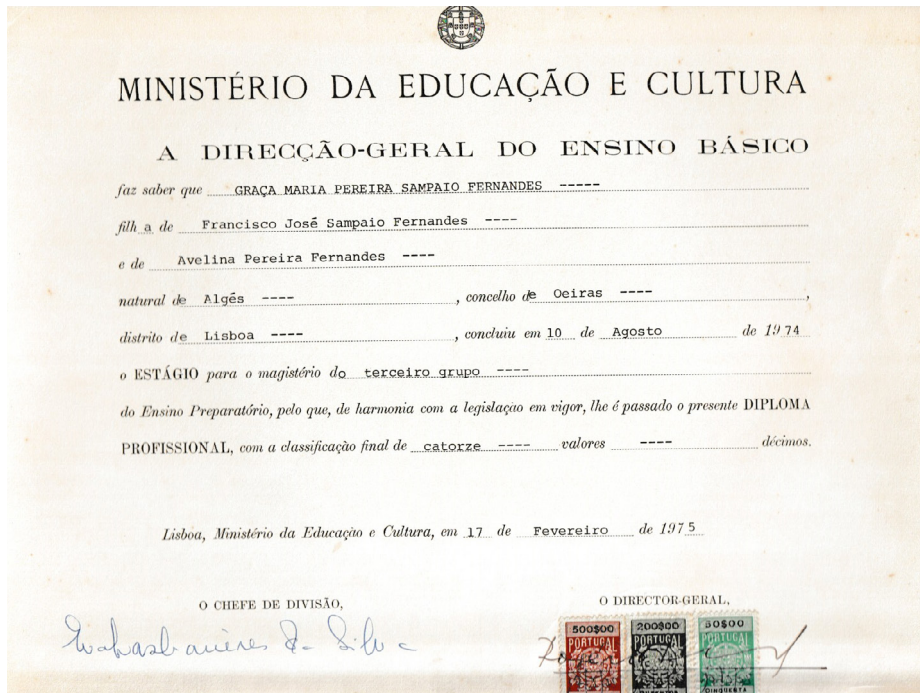 MINISTÉRIO DA EDUCAÇÃO E CULTURA
A DIRECÇÃO-GERAL DO ENSINO BÁSICO
faz saber que GRAÇA MARIA PEREIRA SAMPAIO FERNANDES -----
filh a de Francisco José Sampaio Fernandes ----
e de Avelina Pereira Fernandes ----
natural de Algés ----, concelho de Oeiras ----,
distrito de Lisboa ----, concluiu em 10 de Agosto de 1974
o ESTÁGIO para o magistério do terceiro grupo ----
do Ensino Preparatório, pelo que, de harmonia com a legislação em vigor, lhe é passado o presente DIPLOMA
PROFISSIONAL, com a classificação final de catorze ---- valores ---- décimos.
Lisboa, Ministério da Educação e Cultura, em 17 de Fevereiro de 1975
O CHEFE DE DIVISÃO, O DIRECTOR-GERAL,
500$00 200$00 50$00
PORTUGAL PORTUGAL PORTUGAL
da Silva
CINQUENTA